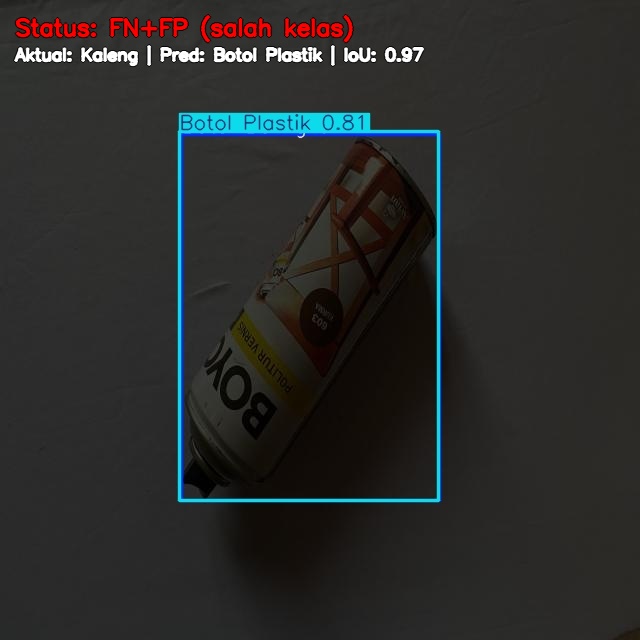 Status: FN+FP (salah kelas)
Aktual: Kaleng | Pred: Botol Plastik | IoU: 0.97
Botol Plastik 0.81
603
POLITUR VERNIS
BOYO